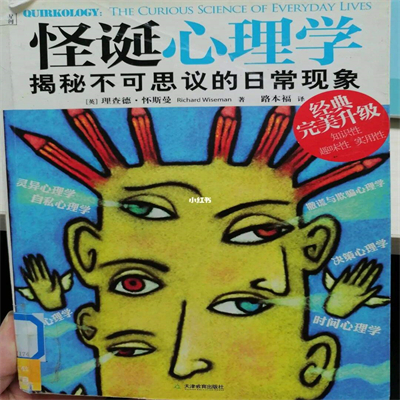 QUIRKOLOGY: THE CURIOUS SCIENCE OF EVERYDAY LIVES
怪诞心理学
揭秘不可思议的日常现象
[英] 理查德·怀斯曼 Richard Wiseman 著 路本福 译
经典
完美升级
知识性
趣味性 实用性
灵异心理学
自私心理学
撒谎与欺骗心理学
小红书
决策心理学
心理学
时间心理学
天津教育出版社